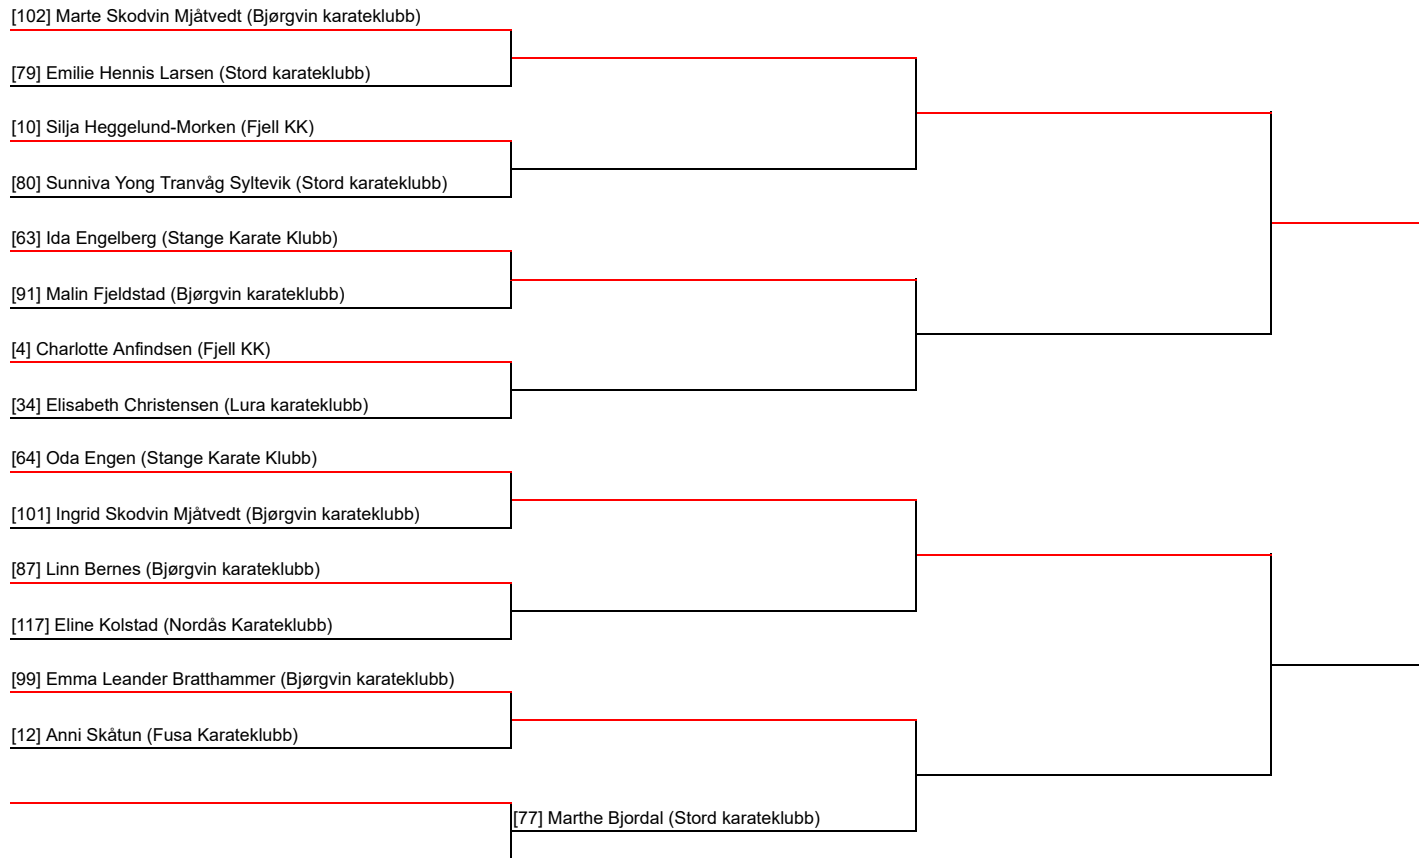 [102] Marte Skodvin Mjåtvedt (Bjørgvin karateklubb)
[79] Emilie Hennis Larsen (Stord karateklubb)
[10] Silja Heggelund-Morken (Fjell KK)
[80] Sunniva Yong Tranvåg Syltevik (Stord karateklubb)
[63] Ida Engelberg (Stange Karate Klubb)
[91] Malin Fjeldstad (Bjørgvin karateklubb)
[4] Charlotte Anfindsen (Fjell KK)
[34] Elisabeth Christensen (Lura karateklubb)
[64] Oda Engen (Stange Karate Klubb)
[101] Ingrid Skodvin Mjåtvedt (Bjørgvin karateklubb)
[87] Linn Bernes (Bjørgvin karateklubb)
[117] Eline Kolstad (Nordås Karateklubb)
[99] Emma Leander Bratthammer (Bjørgvin karateklubb)
[12] Anni Skåtun (Fusa Karateklubb)
[77] Marthe Bjordal (Stord karateklubb)